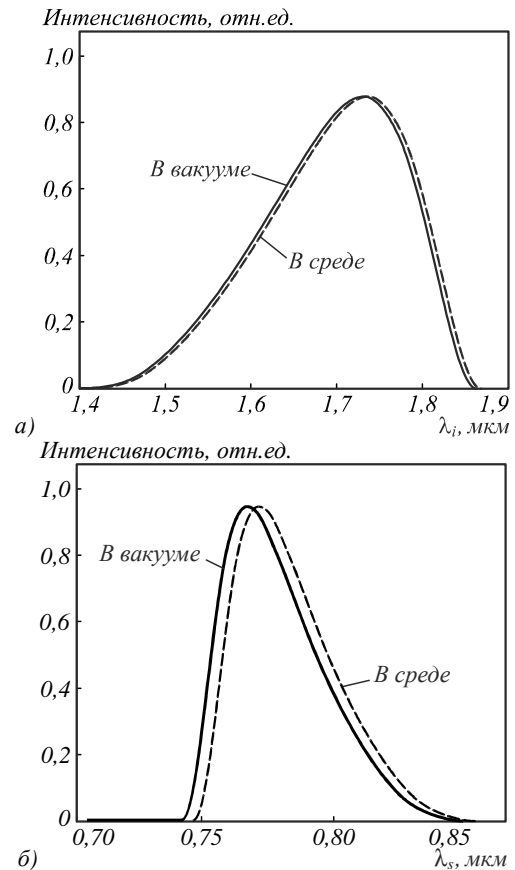 Интенсивность, отн.ед.
1,0
0,8
В вакууме
0,6
0,4
В среде
0,2
0
1,4 1,5 1,6 1,7 1,8 1,9
а) λi, мкм
Интенсивность, отн.ед.
1,0
В вакууме
0,8
0,6
В среде
0,4
0,2
0
0,70 0,75 0,80 0,85
б) λs, мкм